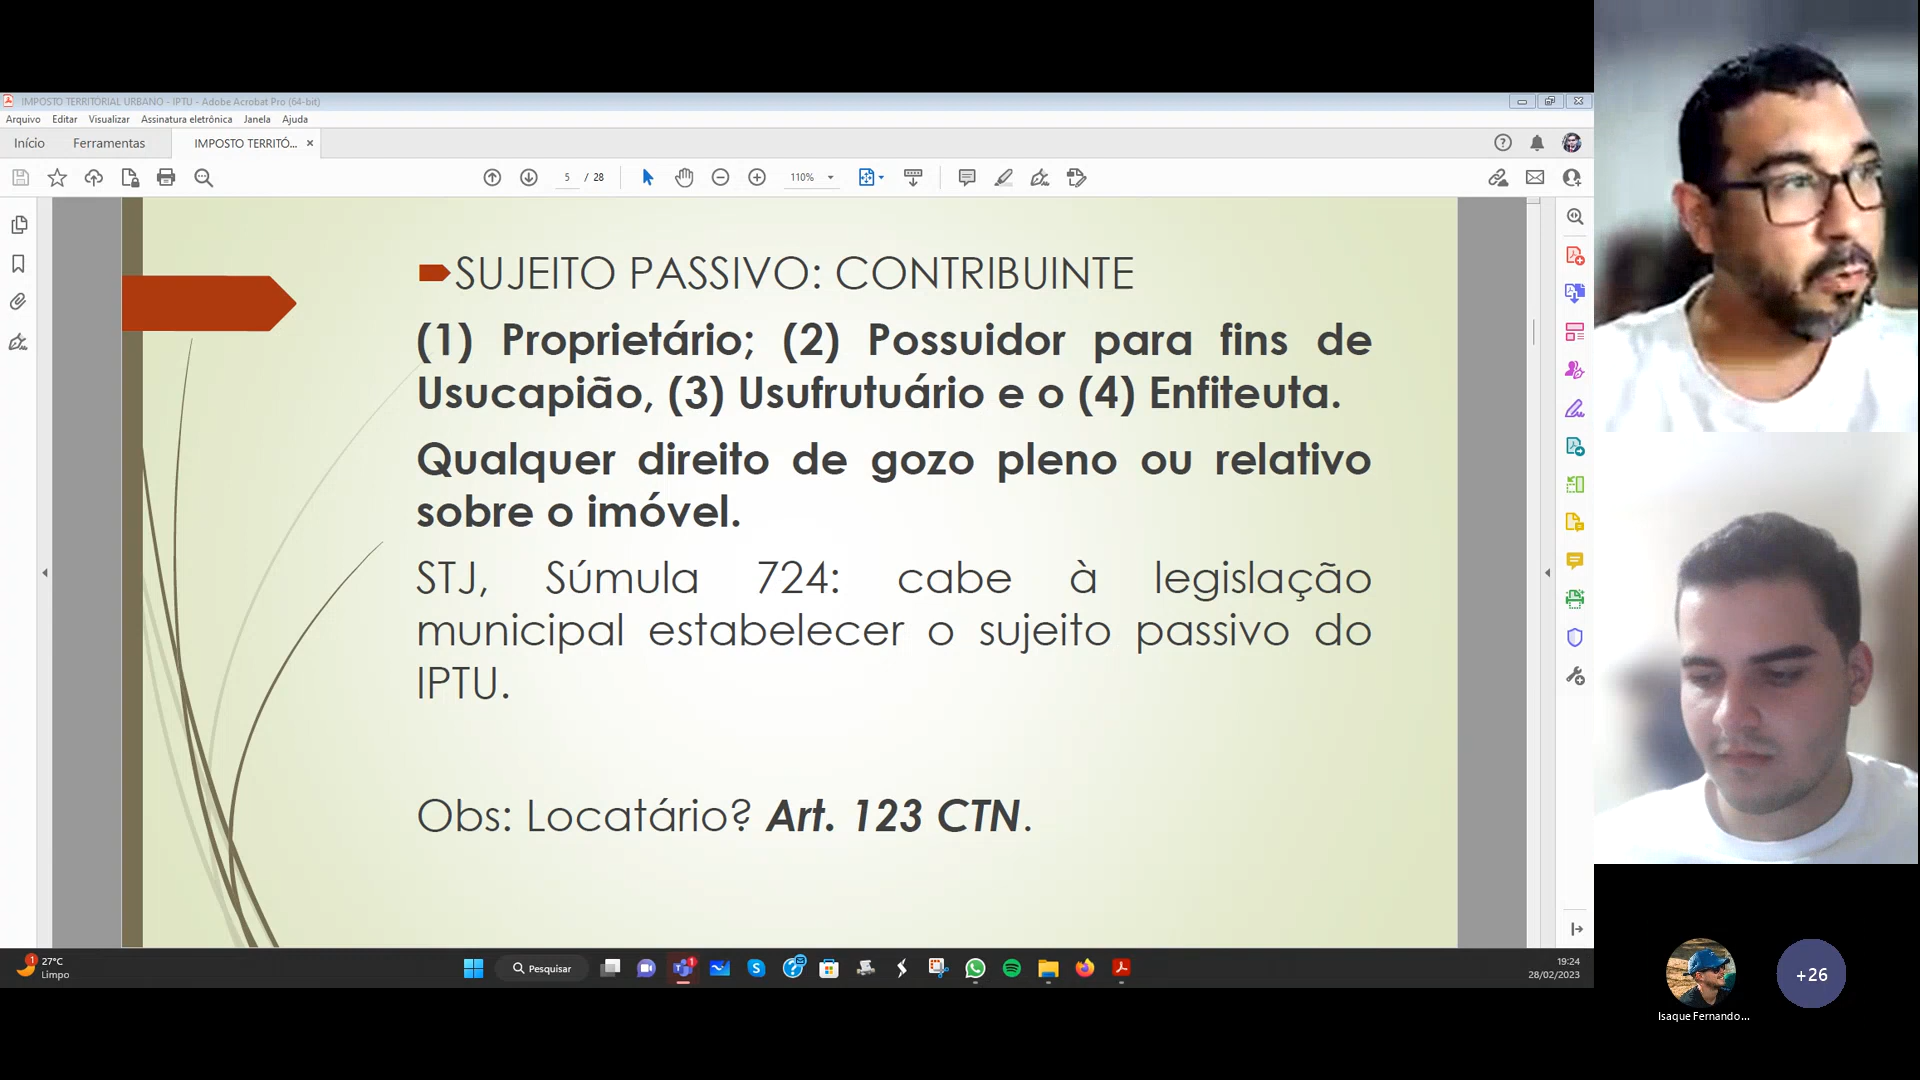 IMPOSTO TERRITORIAL URBANO - IPTU - Adobe Acrobat Pro (64-bit)
Arquivo Editar Visualizar Assinatura eletrônica Janela Ajuda
Início Ferramentas IMPOSTO TERRITÓ... ×
5 / 28 110%
SUJEITO PASSIVO: CONTRIBUINTE
(1) Proprietário; (2) Possuidor para fins de
Usucapião, (3) Usufrutuário e o (4) Enfiteuta.
Qualquer direito de gozo pleno ou relativo
sobre o imóvel.
STJ, Súmula 724: cabe à legislação
municipal estabelecer o sujeito passivo do
IPTU.
Obs: Locatário? Art. 123 CTN.
1
27°C
Limpo
Pesquisar
1
19:24
28/02/2023
+26
Isaque Fernando...